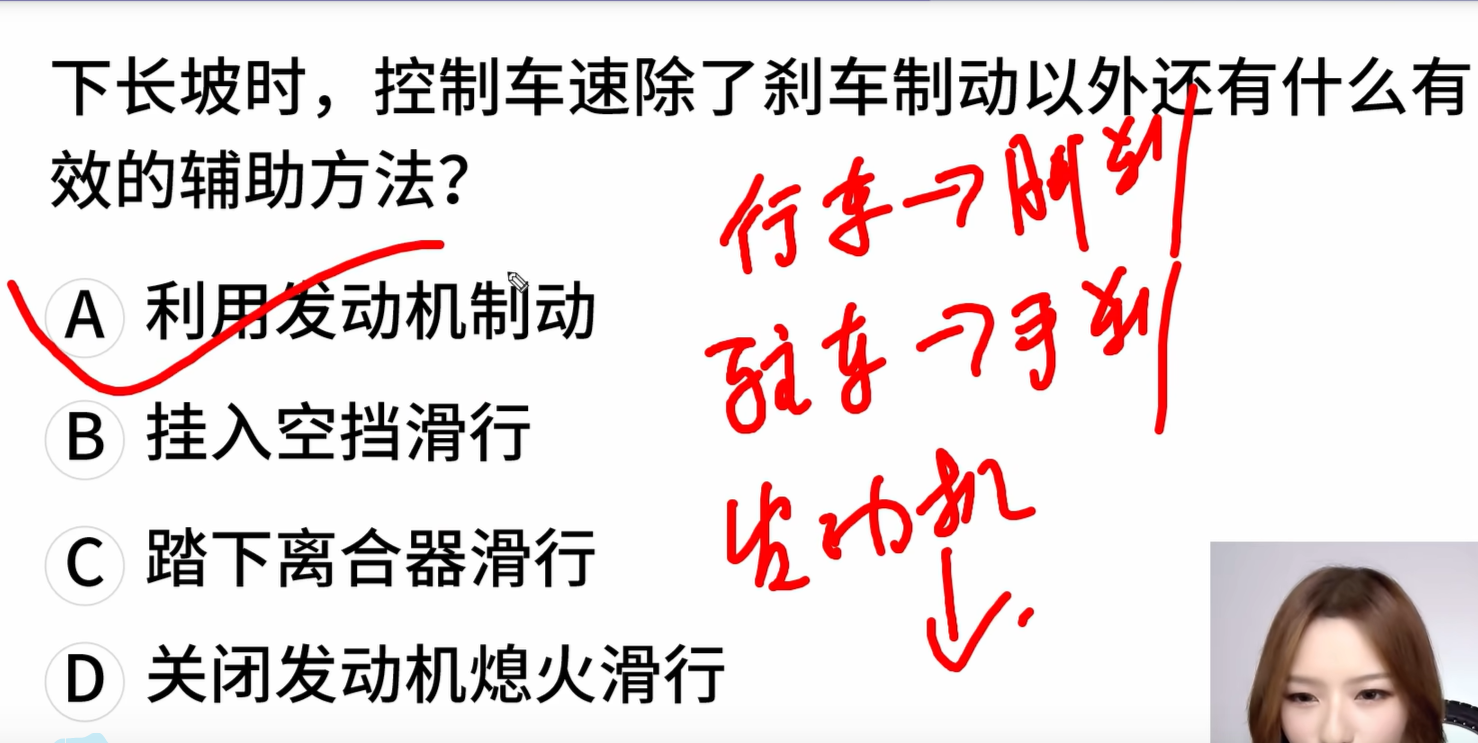 下长坡时，控制车速除了刹车制动以外还有什么有
效的辅助方法？
行车→脚刹
A 利用发动机制动
驻车→手刹
B 挂入空挡滑行
发动机
C 踏下离合器滑行
D 关闭发动机熄火滑行